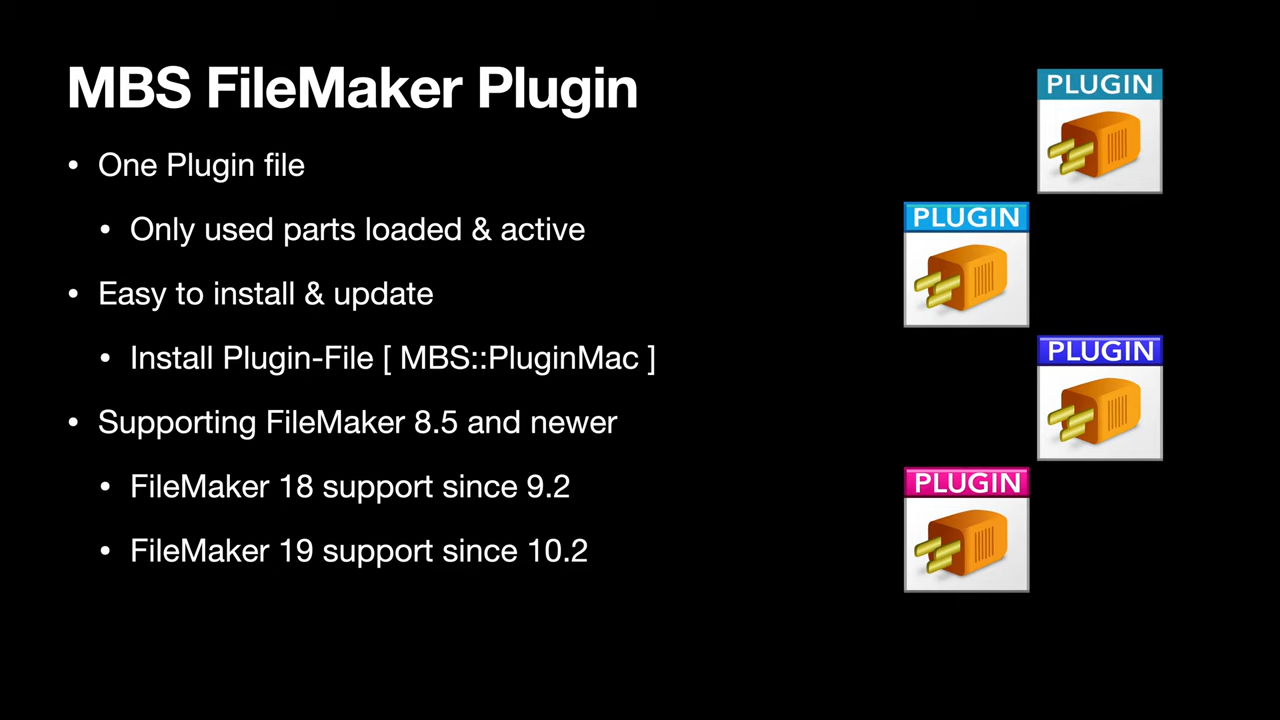 MBS FileMaker Plugin
• One Plugin file
• Only used parts loaded & active
• Easy to install & update
• Install Plugin-File [ MBS::PluginMac ]
• Supporting FileMaker 8.5 and newer
• FileMaker 18 support since 9.2
• FileMaker 19 support since 10.2
PLUGIN
PLUGIN
PLUGIN
PLUGIN